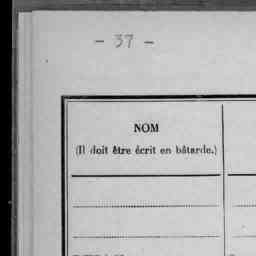 - 37 -
NOM
(Il doit être écrit en bâtarde.)